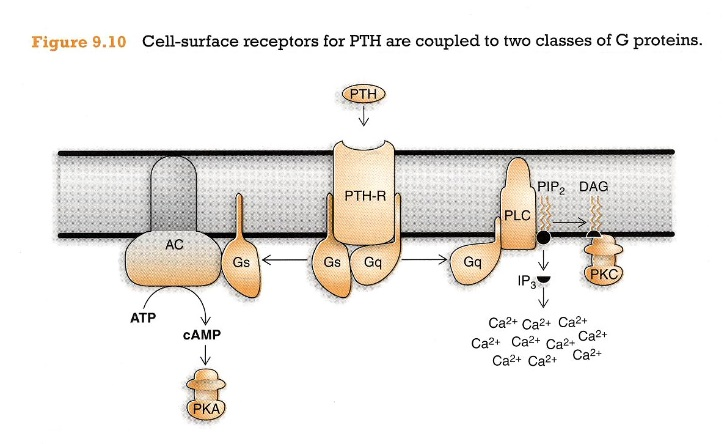 Figure 9.10 Cell-surface receptors for PTH are coupled to two classes of G proteins.
PTH
PTH-R
AC
Gs
Gs
Gq
Gq
PLC
PIP₂
DAG
PKC
IP₃
ATP
cAMP
PKA
Ca2+ Ca2+ Ca2+
Ca2+ Ca2+ Ca2+ Ca2+
Ca2+ Ca2+ Ca2+